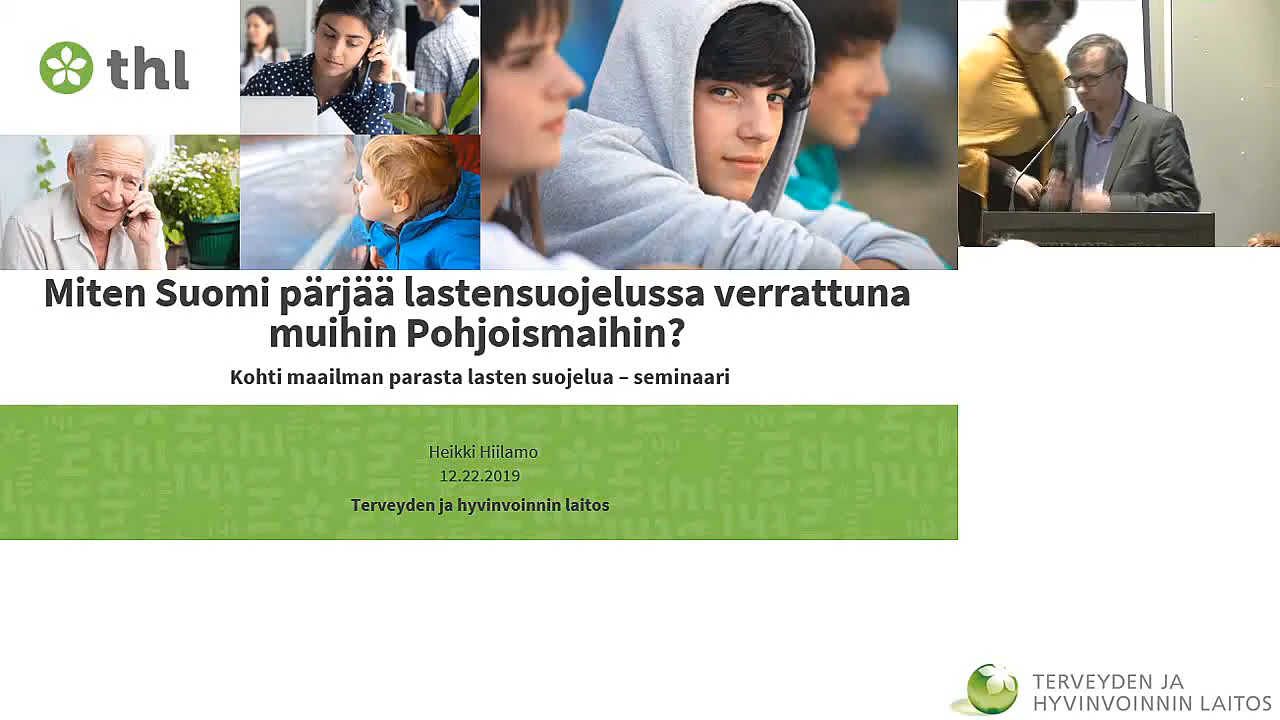 thl
Miten Suomi pärjää lastensuojelussa verrattuna
muihin Pohjoismaihin?
Kohti maailman parasta lasten suojelua – seminaari
Heikki Hiilamo
12.22.2019
Terveyden ja hyvinvoinnin laitos
TERVEYDEN JA
HYVINVOINNIN LAITOS